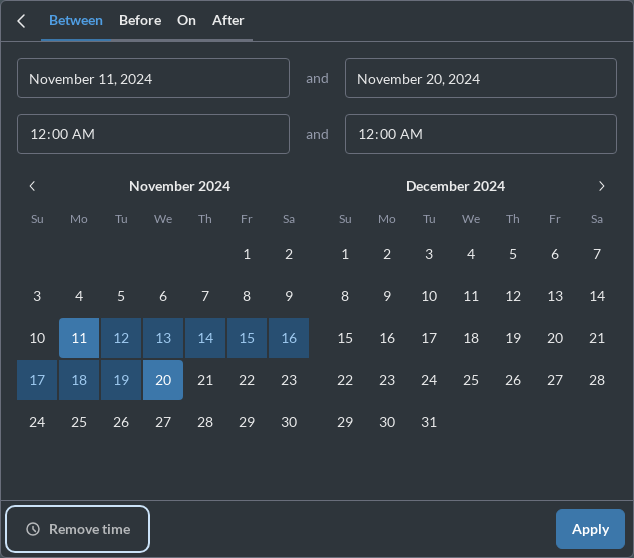 Between Before On After
November 11, 2024 and November 20, 2024
12:00 AM and 12:00 AM
November 2024 December 2024
Su Mo Tu We Th Fr Sa Su Mo Tu We Th Fr Sa
1 2 1 2 3 4 5 6 7
3 4 5 6 7 8 9 8 9 10 11 12 13 14
10 11 12 13 14 15 16 15 16 17 18 19 20 21
17 18 19 20 21 22 23 22 23 24 25 26 27 28
24 25 26 27 28 29 30 29 30 31
Remove time Apply